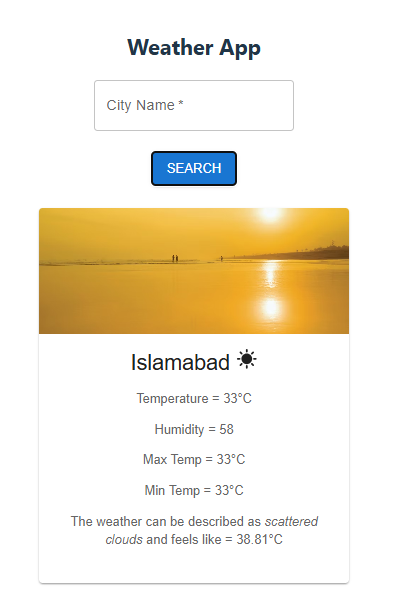 Weather App
City Name *
SEARCH
Islamabad
Temperature = 33°C
Humidity = 58
Max Temp = 33°C
Min Temp = 33°C
The weather can be described as scattered
clouds and feels like = 38.81°C